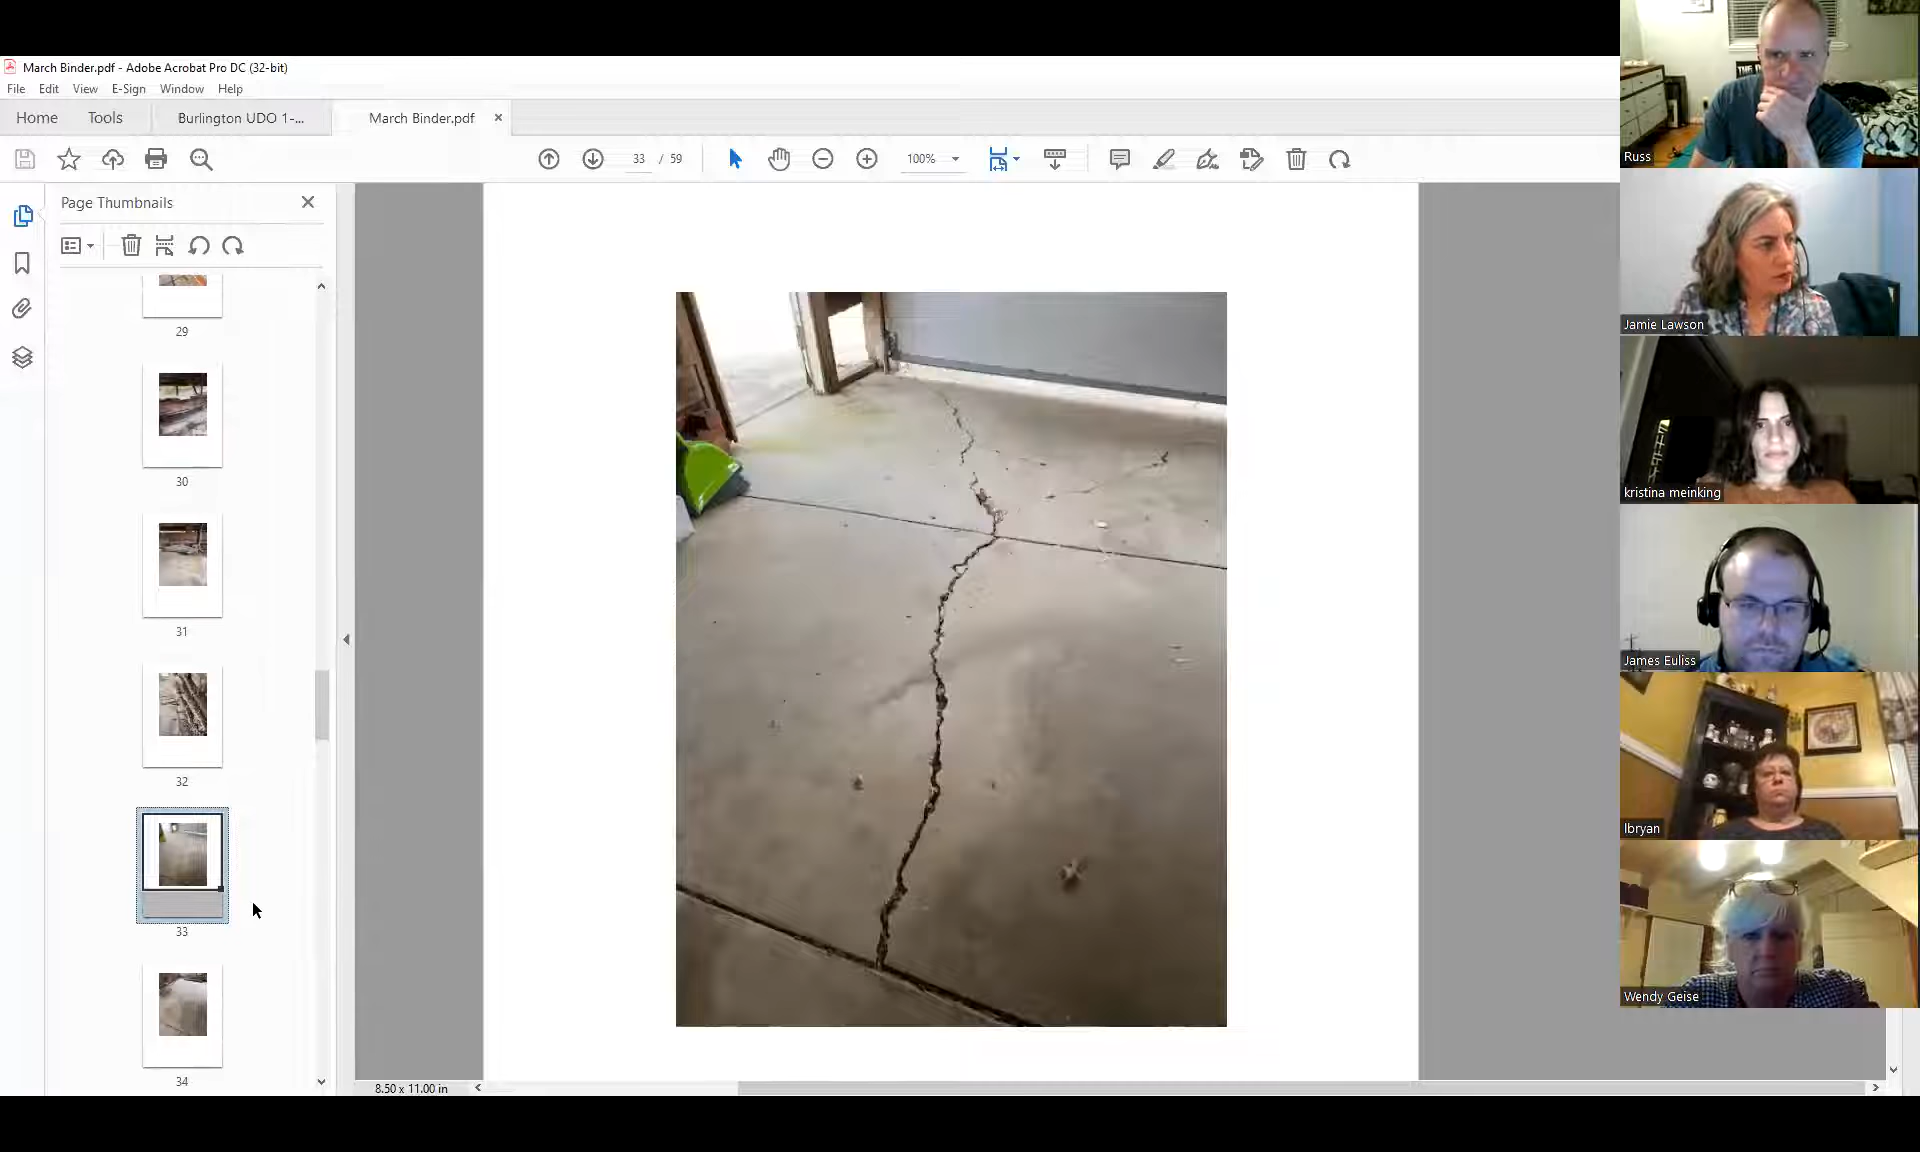 March Binder.pdf - Adobe Acrobat Pro DC (32-bit)
File Edit View E-Sign Window Help
Home Tools Burlington UDO 1-... March Binder.pdf
33 / 59 100%
Page Thumbnails
29
30
31
32
33
34
8.50 x 11.00 in
Russ
Jamie Lawson
kristina meinking
James Euliss
lbryan
Wendy Geise